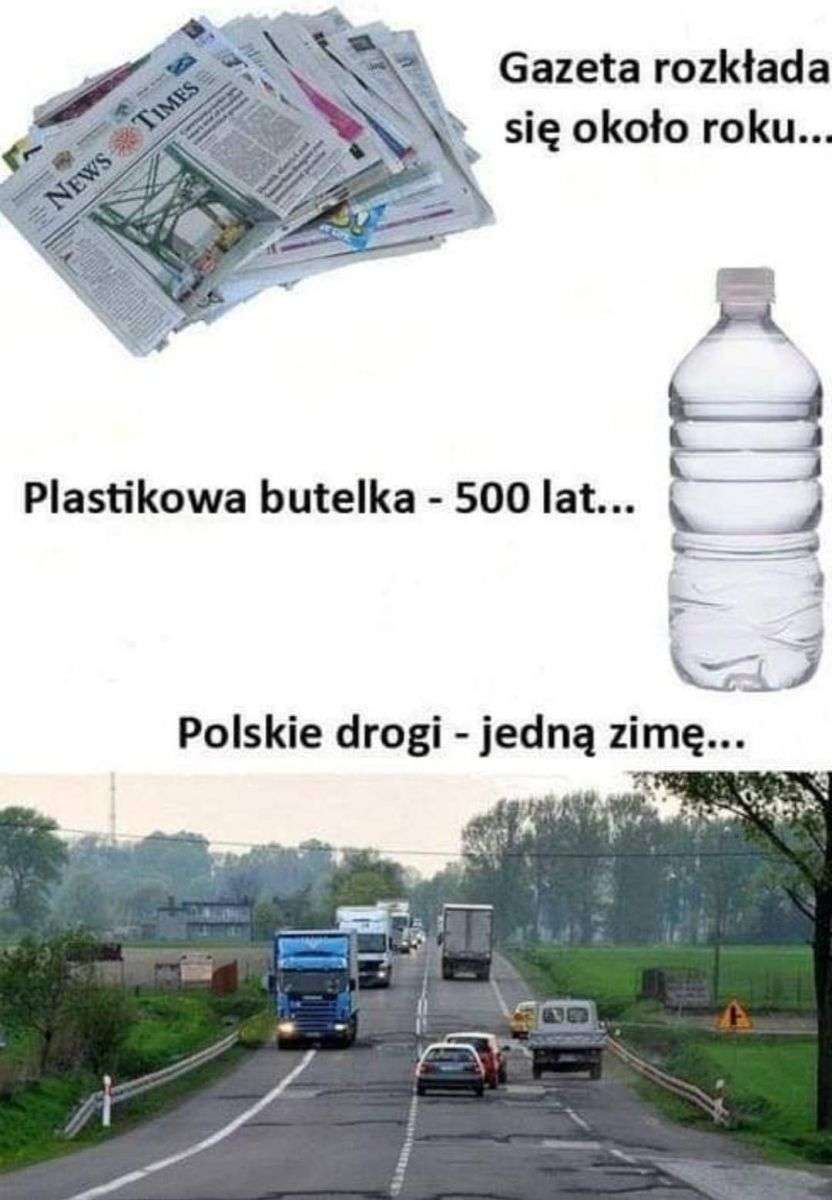 Gazeta rozkłada
się około roku...
NEWS TIMES
Plastikowa butelka - 500 lat...
Polskie drogi - jedną zimę...